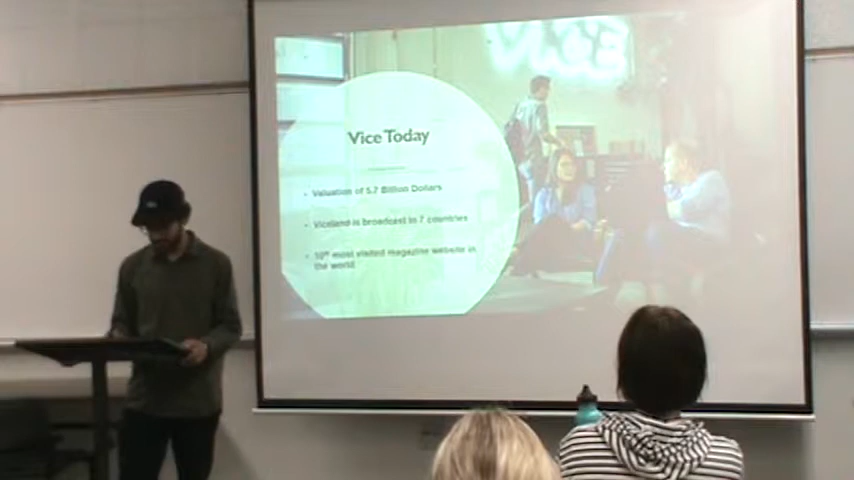 VICE
Vice Today
Valuation of 5.7 Billion Dollars
Viceland is broadcast to 7 countries
10th most visited magazine website in
the world